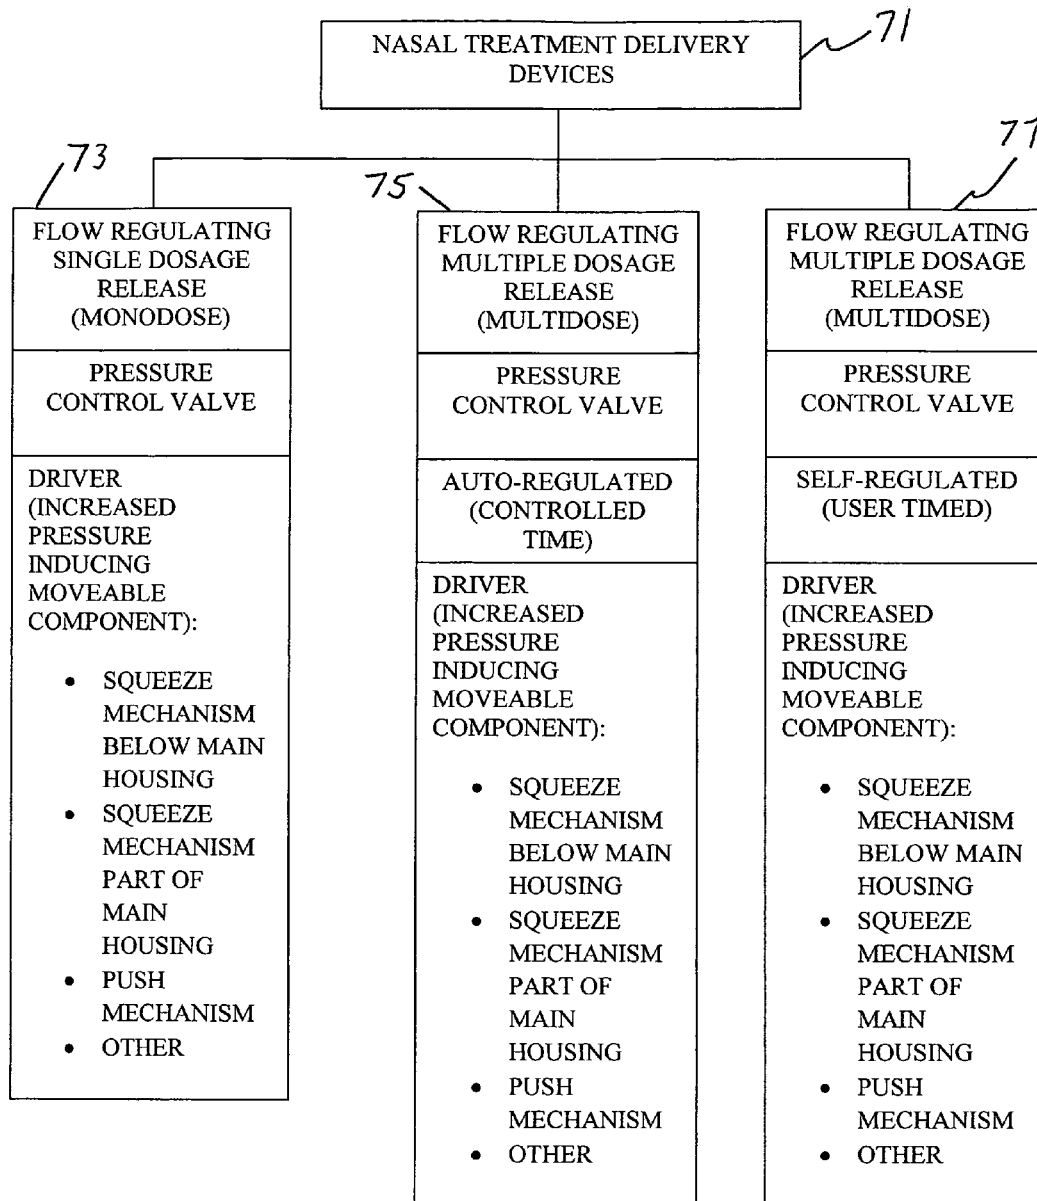 NASAL TREATMENT DELIVERY
DEVICES
71
73
FLOW REGULATING
SINGLE DOSAGE
RELEASE
(MONODOSE)
PRESSURE
CONTROL VALVE
DRIVER
(INCREASED
PRESSURE
INDUCING
MOVEABLE
COMPONENT):
• SQUEEZE
MECHANISM
BELOW MAIN
HOUSING
• SQUEEZE
MECHANISM
PART OF
MAIN
HOUSING
• PUSH
MECHANISM
• OTHER
75
FLOW REGULATING
MULTIPLE DOSAGE
RELEASE
(MULTIDOSE)
PRESSURE
CONTROL VALVE
AUTO-REGULATED
(CONTROLLED
TIME)
DRIVER
(INCREASED
PRESSURE
INDUCING
MOVEABLE
COMPONENT):
• SQUEEZE
MECHANISM
BELOW MAIN
HOUSING
• SQUEEZE
MECHANISM
PART OF
MAIN
HOUSING
• PUSH
MECHANISM
• OTHER
77
FLOW REGULATING
MULTIPLE DOSAGE
RELEASE
(MULTIDOSE)
PRESSURE
CONTROL VALVE
SELF-REGULATED
(USER TIMED)
DRIVER
(INCREASED
PRESSURE
INDUCING
MOVEABLE
COMPONENT):
• SQUEEZE
MECHANISM
BELOW MAIN
HOUSING
• SQUEEZE
MECHANISM
PART OF
MAIN
HOUSING
• PUSH
MECHANISM
• OTHER